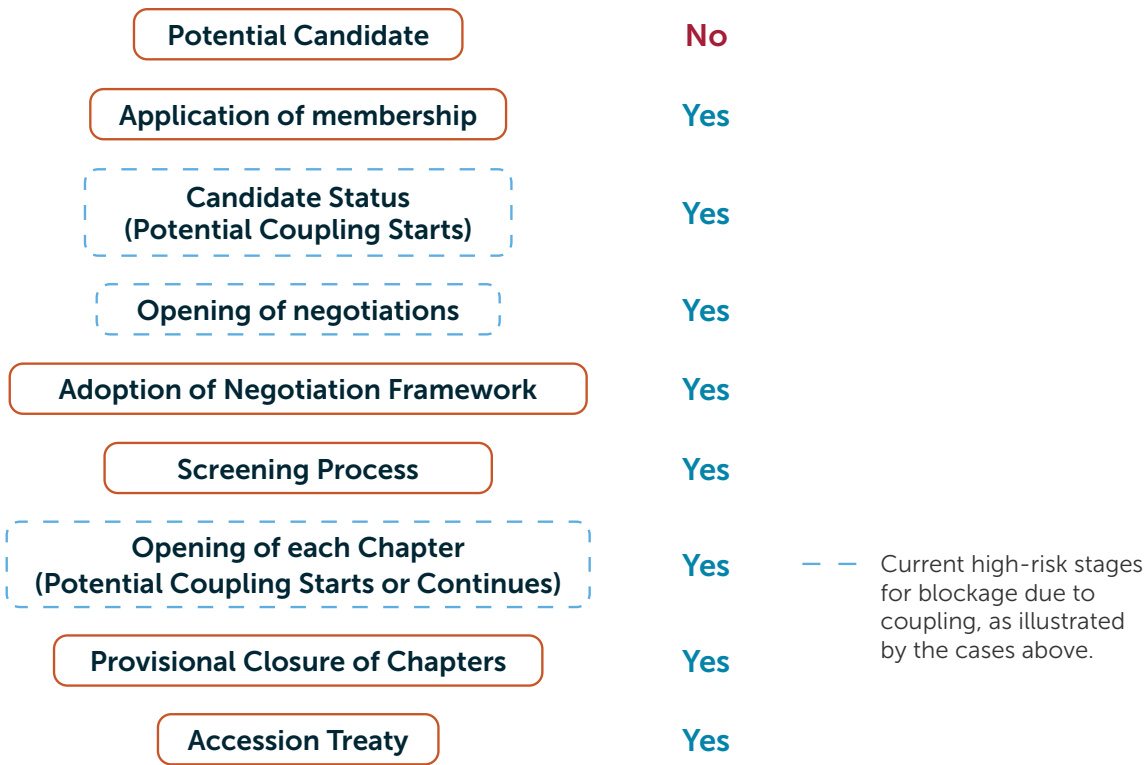 Potential Candidate No
Application of membership Yes
Candidate Status
(Potential Coupling Starts) Yes
Opening of negotiations Yes
Adoption of Negotiation Framework Yes
Screening Process Yes
Opening of each Chapter
(Potential Coupling Starts or Continues) Yes
Current high-risk stages
for blockage due to
coupling, as illustrated
by the cases above.
Provisional Closure of Chapters Yes
Accession Treaty Yes